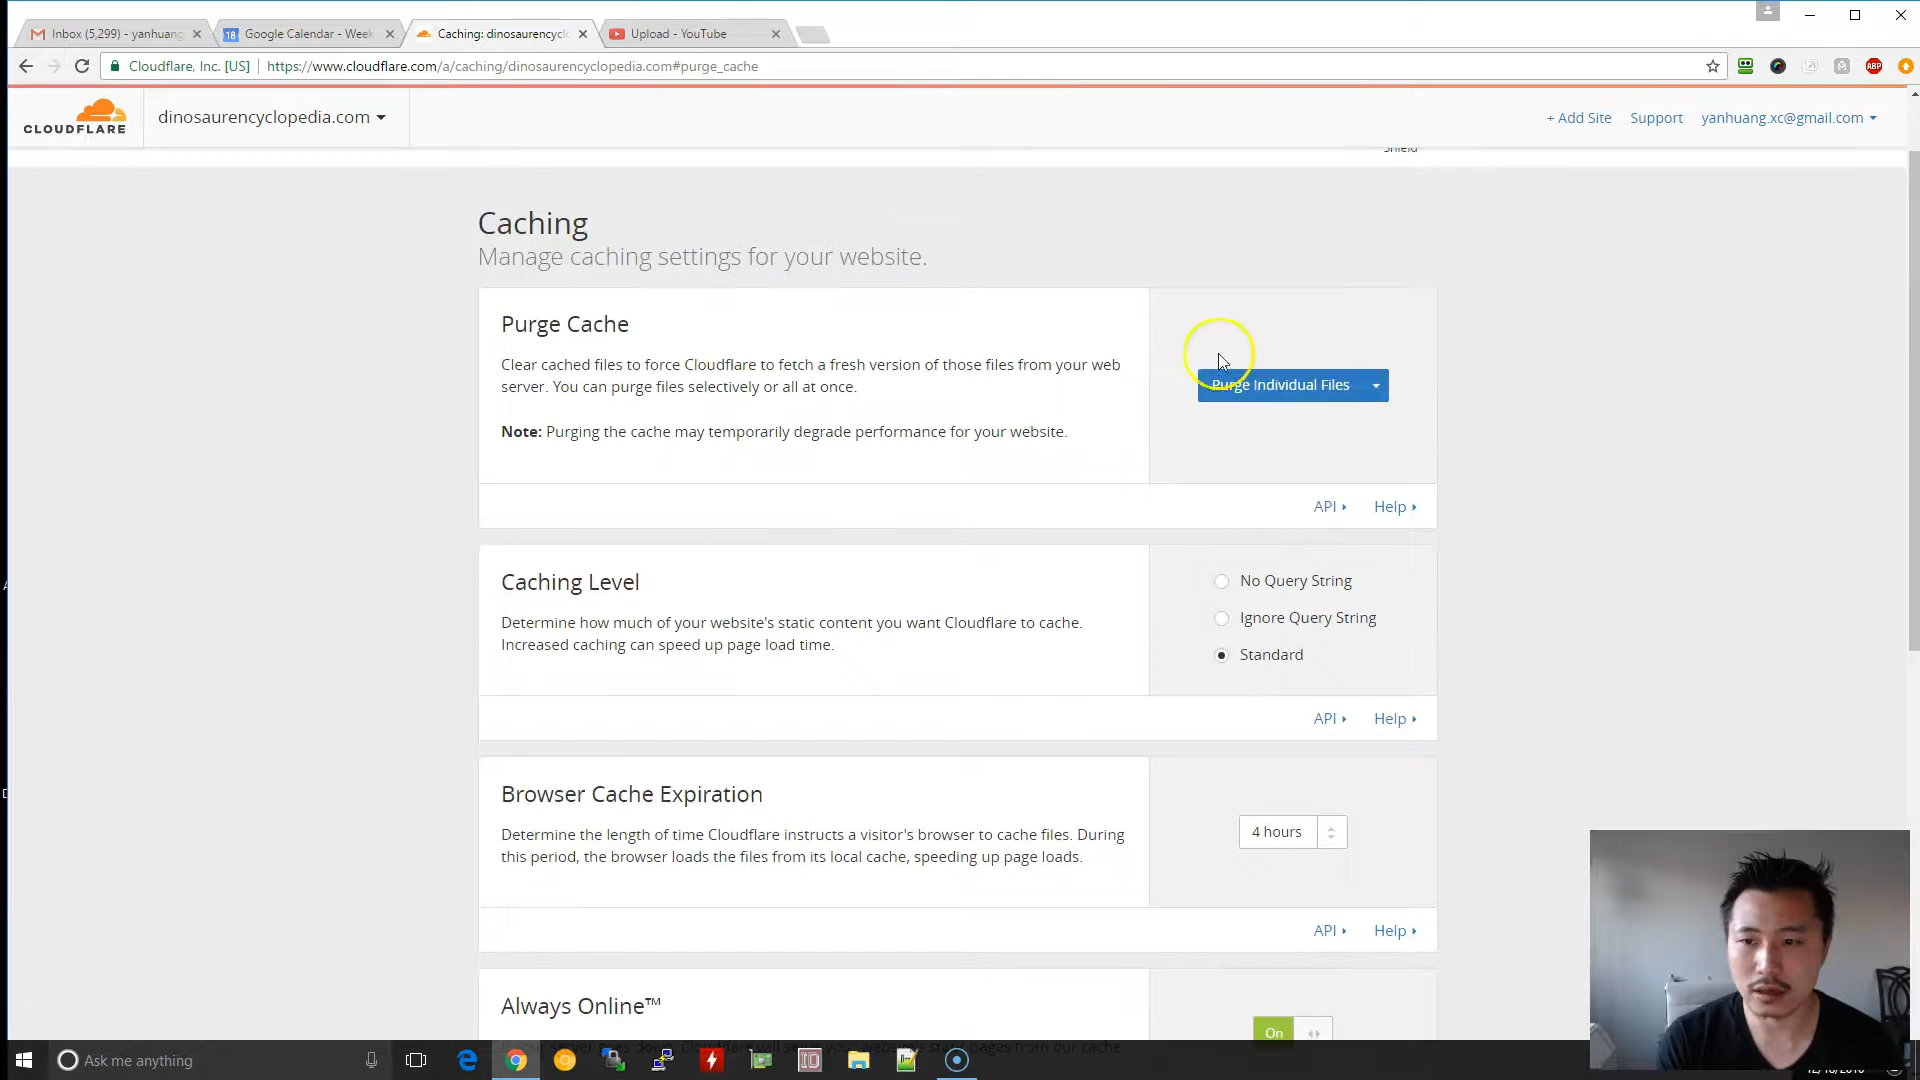 Inbox (5,299) - yanhuang
Google Calendar - Week
Caching: dinosaurencycl
Upload - YouTube
Cloudflare, Inc. [US]
https://www.cloudflare.com/a/caching/dinosaurencyclopedia.com#purge_cache
ABP
CLOUDFLARE
dinosaurencyclopedia.com
+ Add Site
Support
yanhuang.xc@gmail.com
Shield
Caching
Manage caching settings for your website.
Purge Cache
Clear cached files to force Cloudflare to fetch a fresh version of those files from your web
server. You can purge files selectively or all at once.
Note: Purging the cache may temporarily degrade performance for your website.
Purge Individual Files
API
Help
Caching Level
Determine how much of your website's static content you want Cloudflare to cache.
Increased caching can speed up page load time.
No Query String
Ignore Query String
Standard
API
Help
Browser Cache Expiration
Determine the length of time Cloudflare instructs a visitor's browser to cache files. During
this period, the browser loads the files from its local cache, speeding up page loads.
4 hours
API
Help
Always Online™
On
Ask me anything